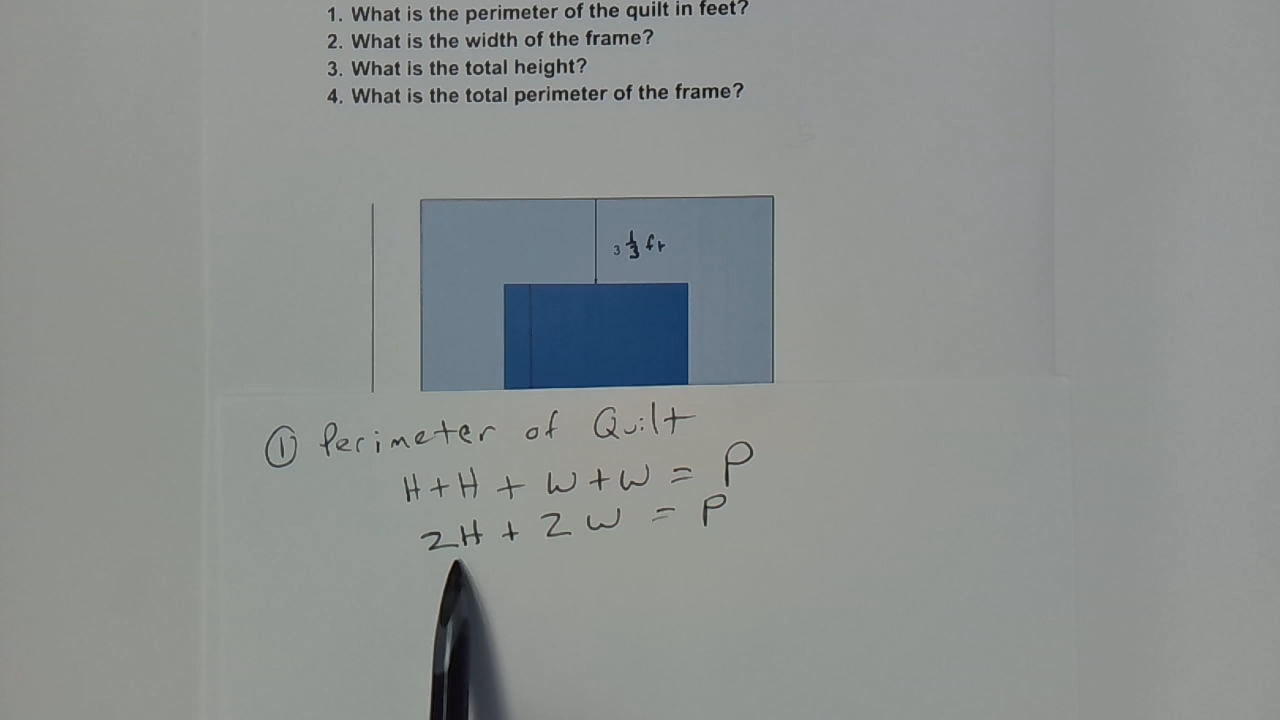 1. What is the perimeter of the quilt in feet?
2. What is the width of the frame?
3. What is the total height?
4. What is the total perimeter of the frame?
3 1/3 ft
① Perimeter of Quilt
H + H + W + W = P
2H + 2W = P